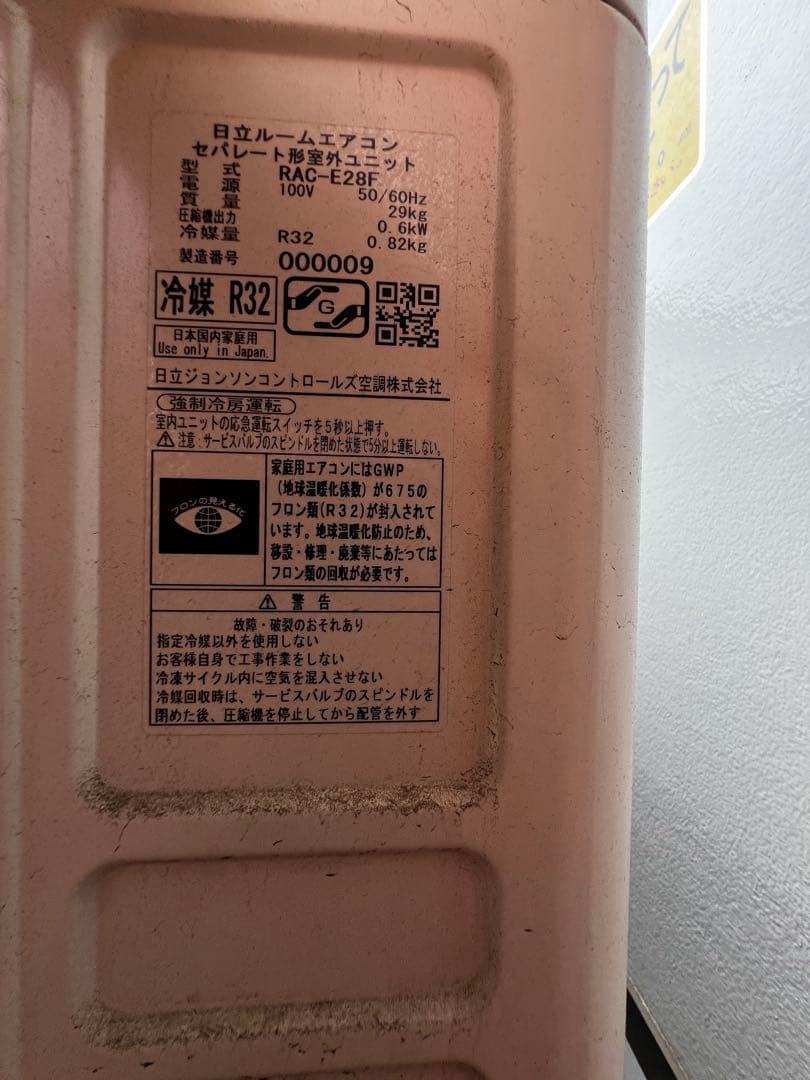 日立ルームエアコン
セパレート形室外ユニット
型式 RAC-E28F
電源 100V 50/60Hz
質量 29kg
圧縮機出力 0.6kW
冷媒量 R32 0.82kg
製造番号 000009
冷媒 R32
G
日本国内家庭用
Use only in Japan.
日立ジョンソンコントロールズ空調株式会社
強制冷房運転
室内ユニットの応急運転スイッチを5秒以上押す。
⚠注意:サービスバルブのスピンドルを閉めた状態で5分以上運転しない。
フロンの見える化
家庭用エアコンにはGWP
(地球温暖化係数)が675の
フロン類(R32)が封入されて
います。地球温暖化防止のため、
移設・修理・廃棄等にあたっては
フロン類の回収が必要です。
⚠ 警告
故障・破裂のおそれあり
指定冷媒以外を使用しない
お客様自身で工事作業をしない
冷凍サイクル内に空気を混入させない
冷媒回収時は、サービスバルブのスピンドルを
閉めた後、圧縮機を停止してから配管を外す
って